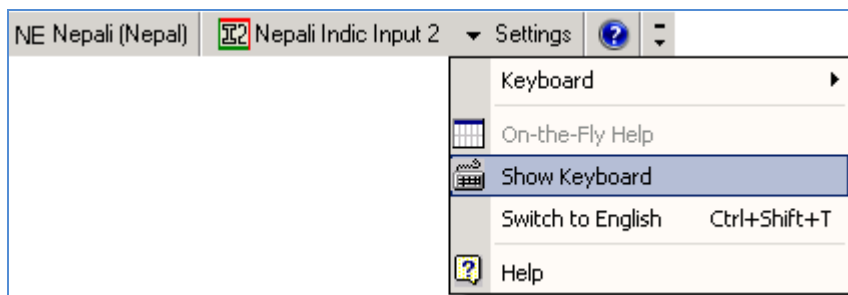 NE Nepali (Nepal) I2 Nepali Indic Input 2 Settings ?
Keyboard
On-the-Fly Help
Show Keyboard
Switch to English Ctrl+Shift+T
? Help